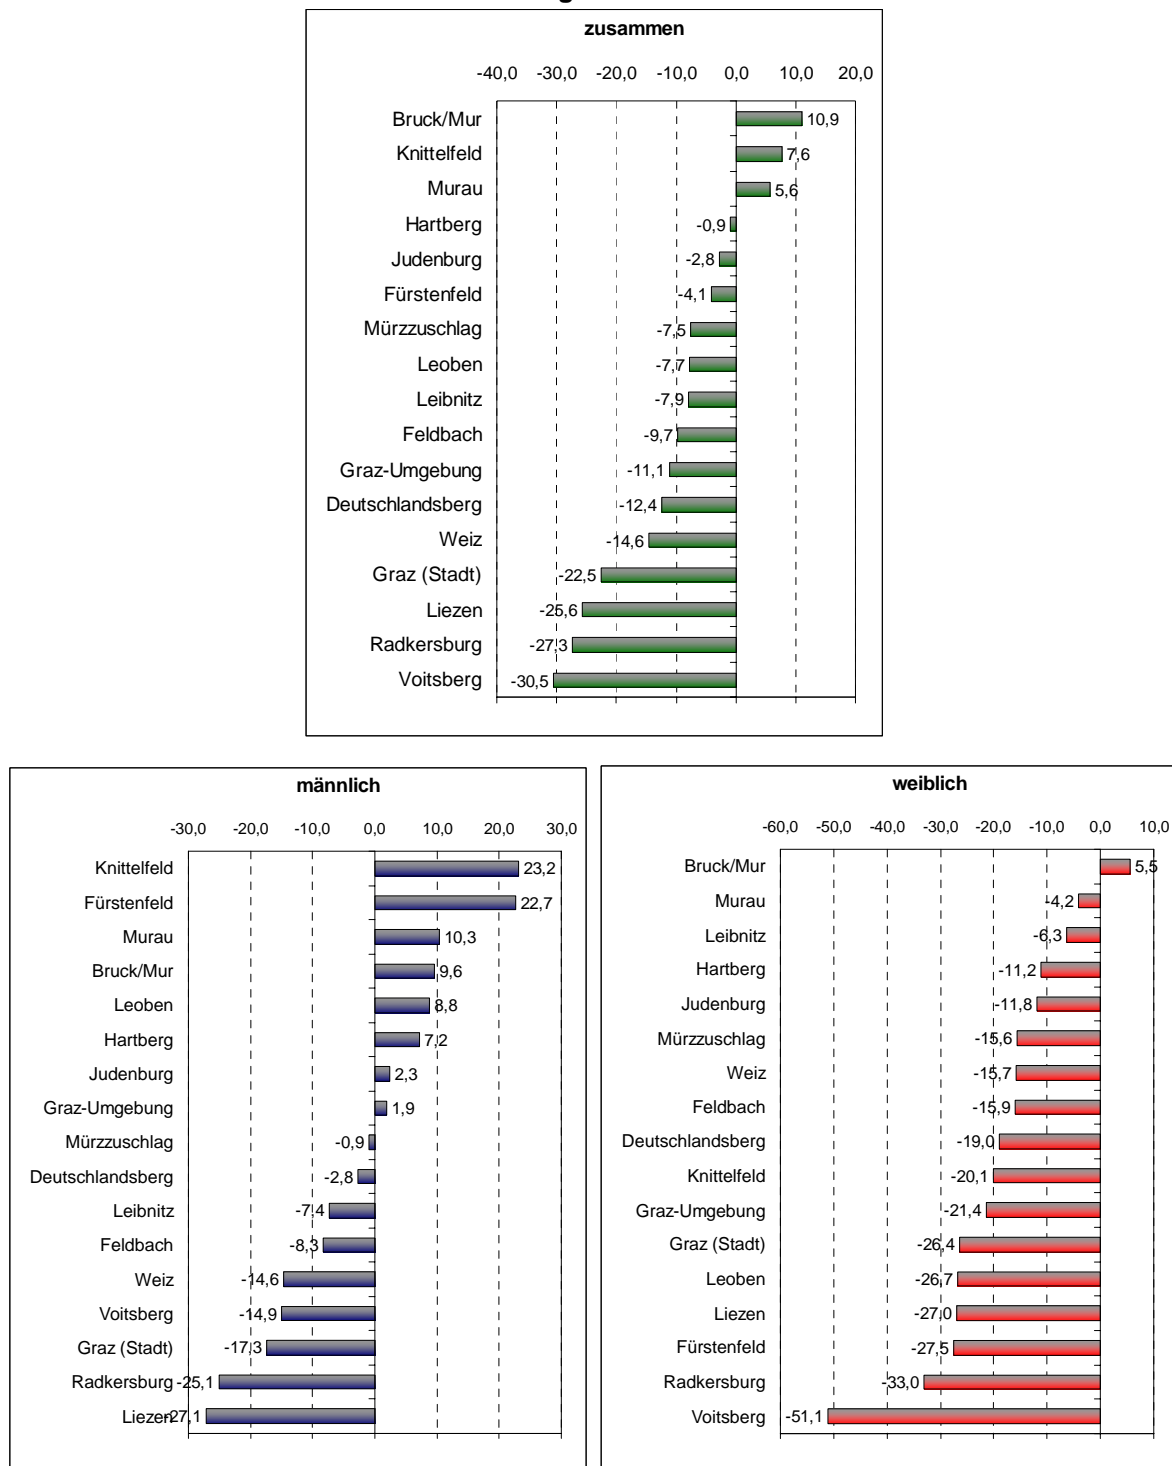 zusammen
-40,0 -30,0 -20,0 -10,0 0,0 10,0 20,0
Bruck/Mur 10,9
Knittelfeld 7,6
Murau 5,6
Hartberg -0,9
Judenburg -2,8
Fürstenfeld -4,1
Mürzzuschlag -7,5
Leoben -7,7
Leibnitz -7,9
Feldbach -9,7
Graz-Umgebung -11,1
Deutschlandsberg -12,4
Weiz -14,6
Graz (Stadt) -22,5
Liezen -25,6
Radkersburg -27,3
Voitsberg -30,5
männlich
-30,0 -20,0 -10,0 0,0 10,0 20,0 30,0
Knittelfeld 23,2
Fürstenfeld 22,7
Murau 10,3
Bruck/Mur 9,6
Leoben 8,8
Hartberg 7,2
Judenburg 2,3
Graz-Umgebung 1,9
Mürzzuschlag -0,9
Deutschlandsberg -2,8
Leibnitz -7,4
Feldbach -8,3
Weiz -14,6
Voitsberg -14,9
Graz (Stadt) -17,3
Radkersburg -25,1
Liezen -27,1
weiblich
-60,0 -50,0 -40,0 -30,0 -20,0 -10,0 0,0 10,0
Bruck/Mur 5,5
Murau -4,2
Leibnitz -6,3
Hartberg -11,2
Judenburg -11,8
Mürzzuschlag -15,6
Weiz -15,7
Feldbach -15,9
Deutschlandsberg -19,0
Knittelfeld -20,1
Graz-Umgebung -21,4
Graz (Stadt) -26,4
Leoben -26,7
Liezen -27,0
Fürstenfeld -27,5
Radkersburg -33,0
Voitsberg -51,1